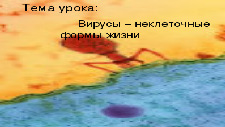 Тема урока:
Вирусы – неклеточные
формы жизни